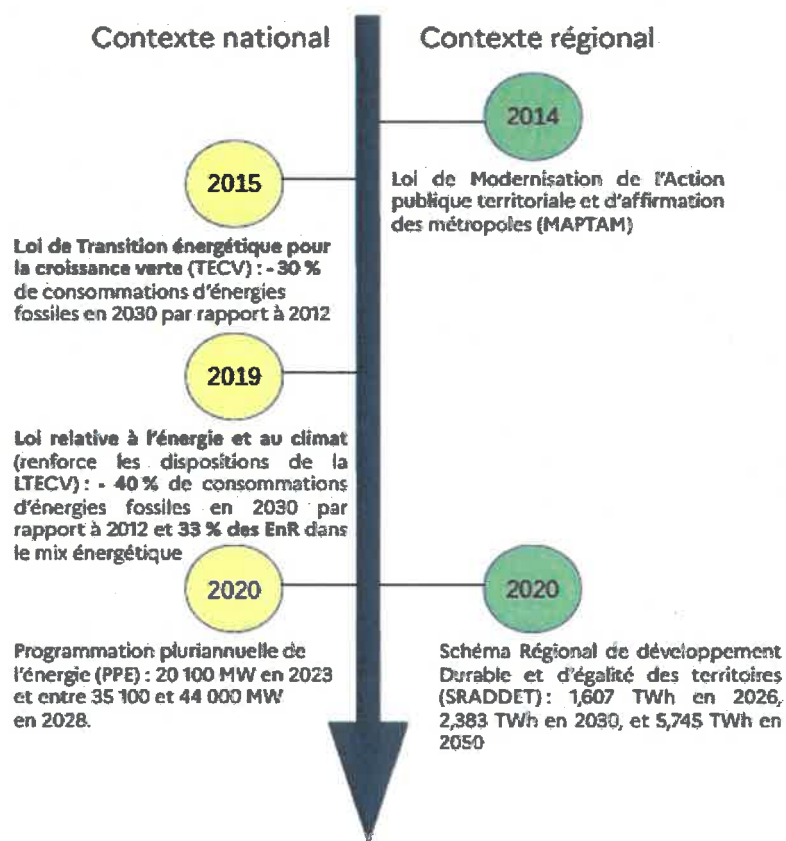 Contexte national
Contexte régional
2014
Loi de Modernisation de l'Action
publique territoriale et d'affirmation
des métropoles (MAPTAM)
2015
Loi de Transition énergétique pour
la croissance verte (TECV) : - 30 %
de consommations d'énergies
fossiles en 2030 par rapport à 2012
2019
Loi relative à l'énergie et au climat
(renforce les dispositions de la
LTECV) : - 40 % de consommations
d'énergies fossiles en 2030 par
rapport à 2012 et 33 % des EnR dans
le mix énergétique
2020
Programmation pluriannuelle de
l'énergie (PPE) : 20 100 MW en 2023
et entre 35 100 et 44 000 MW
en 2028.
2020
Schéma Régional de développement
Durable et d'égalité des territoires
(SRADDET) : 1,607 TWh en 2026,
2,383 TWh en 2030, et 5,745 TWh en
2050